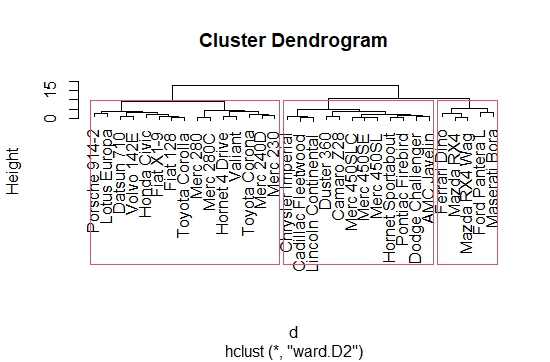 Cluster Dendrogram
Height
15
0
Porsche 914-2
Lotus Europa
Datsun 710
Volvo 142E
Honda Civic
Fiat X1-9
Fiat 128
Toyota Corolla
Merc 280
Merc 280C
Hornet 4 Drive
Valiant
Toyota Corona
Merc 240D
Merc 230
Chrysler Imperial
Cadillac Fleetwood
Lincoln Continental
Duster 360
Camaro Z28
Merc 450SLC
Merc 450SE
Merc 450SL
Hornet Sportabout
Pontiac Firebird
Dodge Challenger
AMC Javelin
Ferrari Dino
Mazda RX4
Mazda RX4 Wag
Ford Pantera L
Maserati Bora
d
hclust (*, "ward.D2")